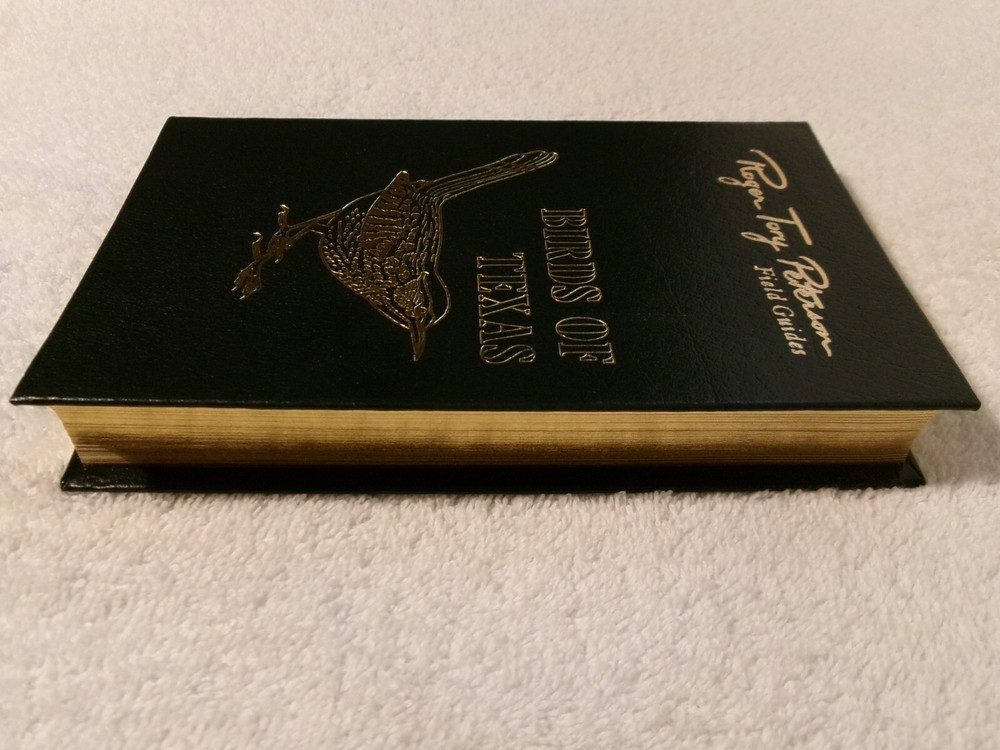 Roger Tory Peterson
Field Guides
BIRDS OF
TEXAS